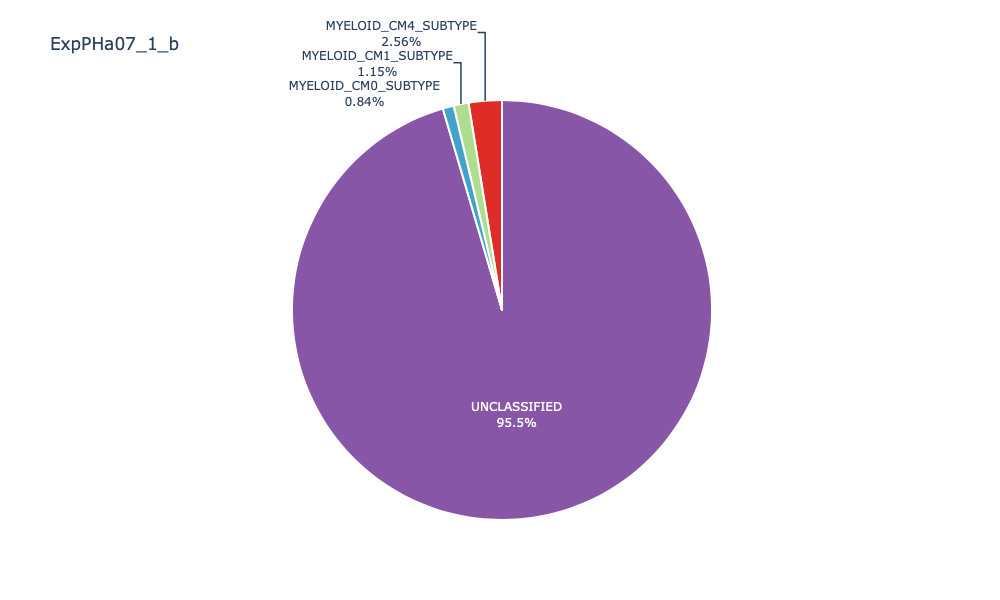 MYELOID_CM4_SUBTYPE
2.56%
ExpPHa07_1_b
MYELOID_CM1_SUBTYPE
1.15%
MYELOID_CM0_SUBTYPE
0.84%
UNCLASSIFIED
95.5%